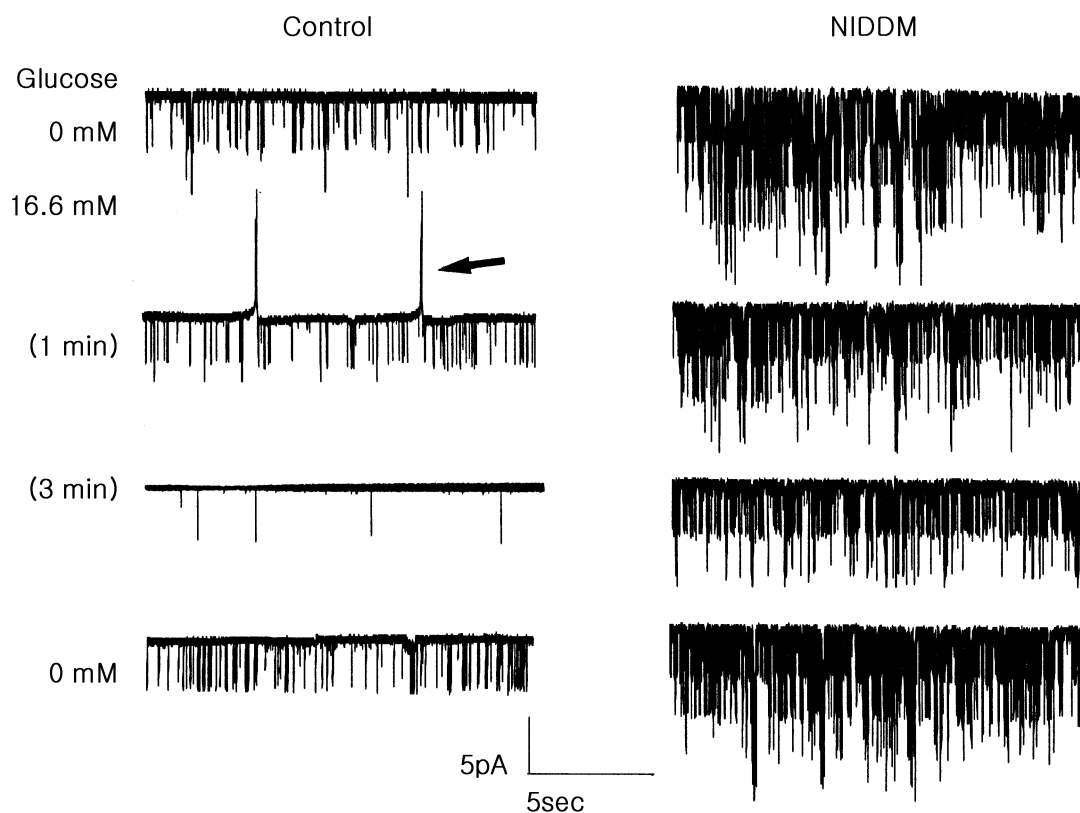 Control
NIDDM
Glucose
0 mM
16.6 mM
(1 min)
(3 min)
0 mM
5pA
5sec